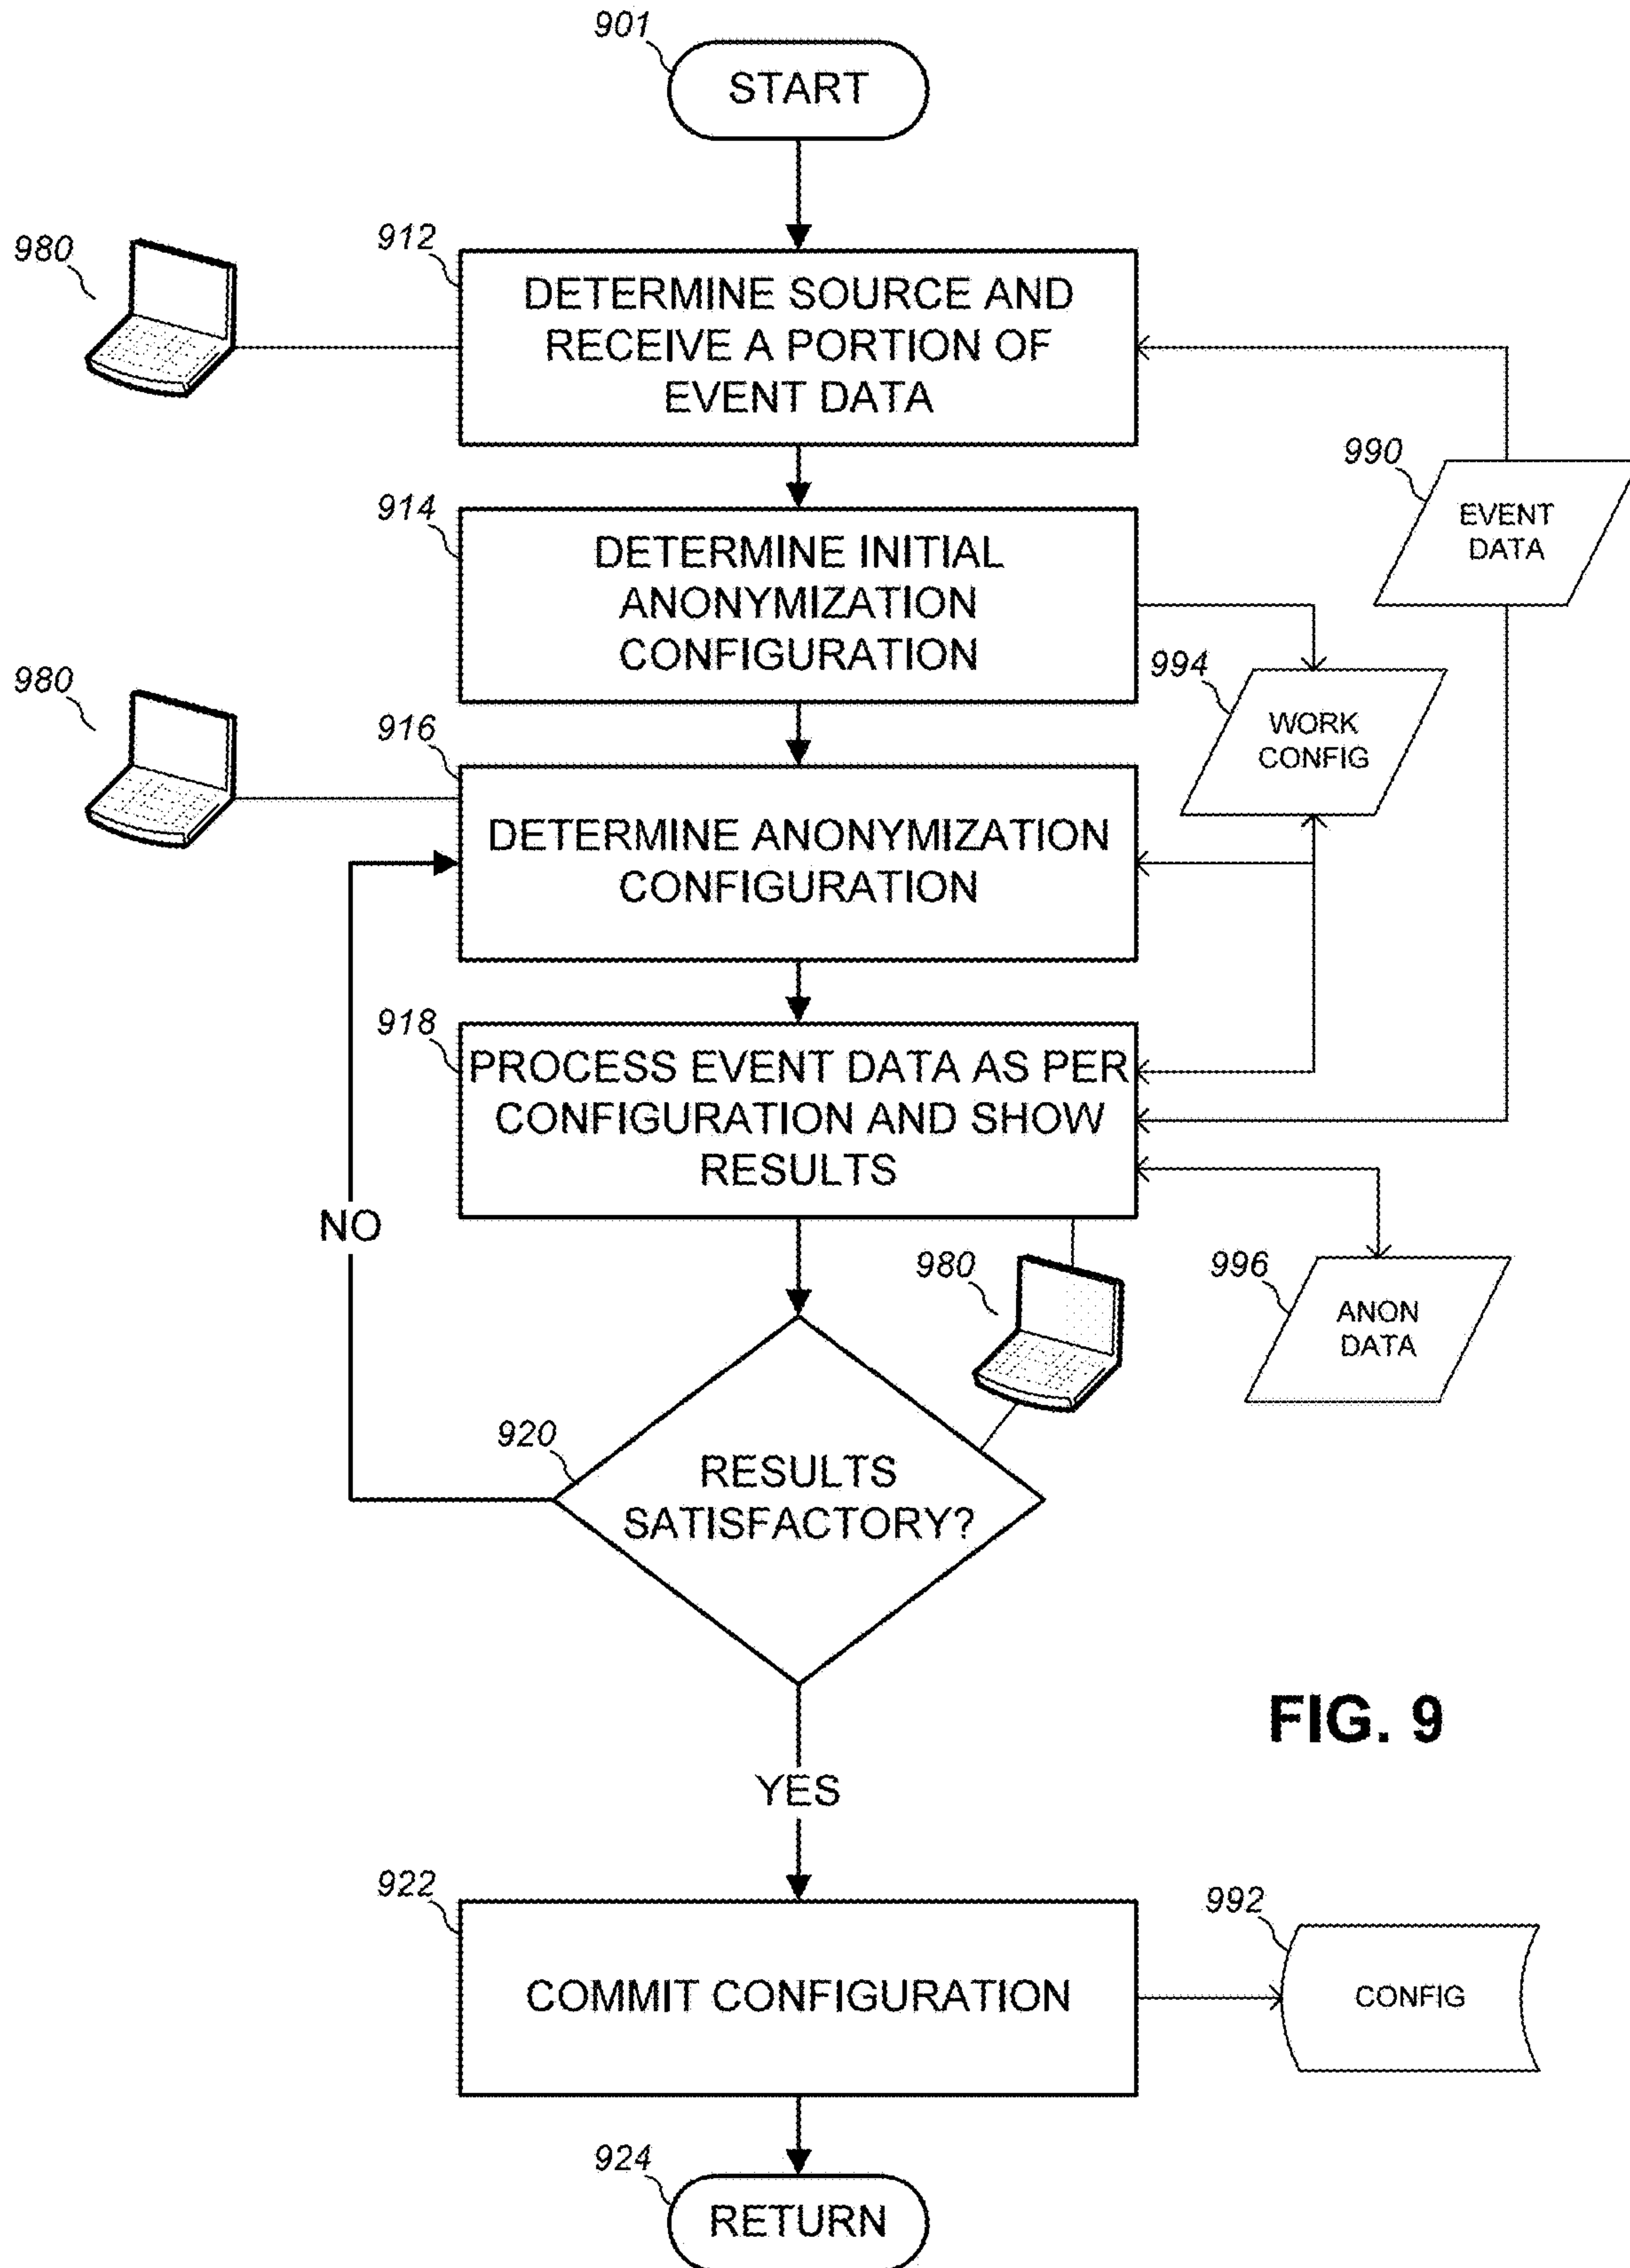 901
START
980
912
DETERMINE SOURCE AND
RECEIVE A PORTION OF
EVENT DATA
990
EVENT
DATA
914
DETERMINE INITIAL
ANONYMIZATION
CONFIGURATION
994
WORK
CONFIG
980
916
DETERMINE ANONYMIZATION
CONFIGURATION
918
PROCESS EVENT DATA AS PER
CONFIGURATION AND SHOW
RESULTS
NO
980
996
ANON
DATA
920
RESULTS
SATISFACTORY?
FIG. 9
YES
922
COMMIT CONFIGURATION
992
CONFIG
924
RETURN